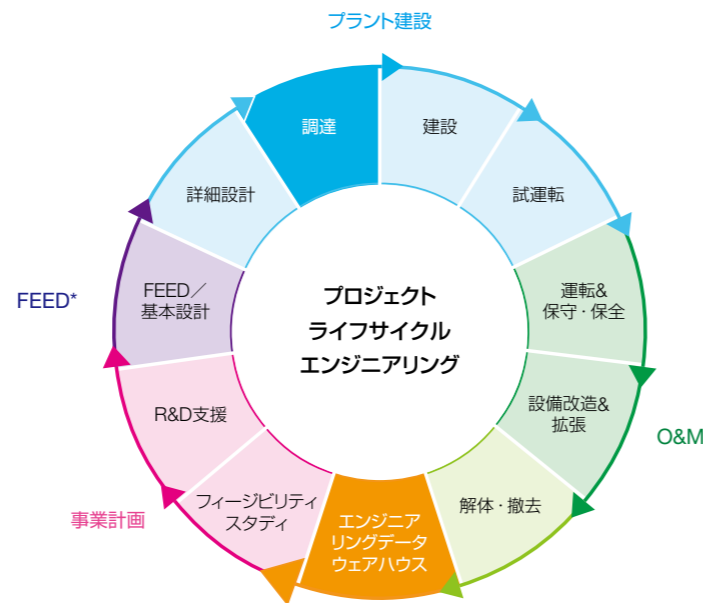 プラント建設
調達
建設
詳細設計
試運転
FEED*
FEED／
基本設計
プロジェクト
ライフサイクル
エンジニアリング
運転&
保守・保全
R&D支援
設備改造&
拡張
O&M
事業計画
フィージビリティ
スタディ
エンジニア
リングデータ
ウェアハウス
解体・撤去